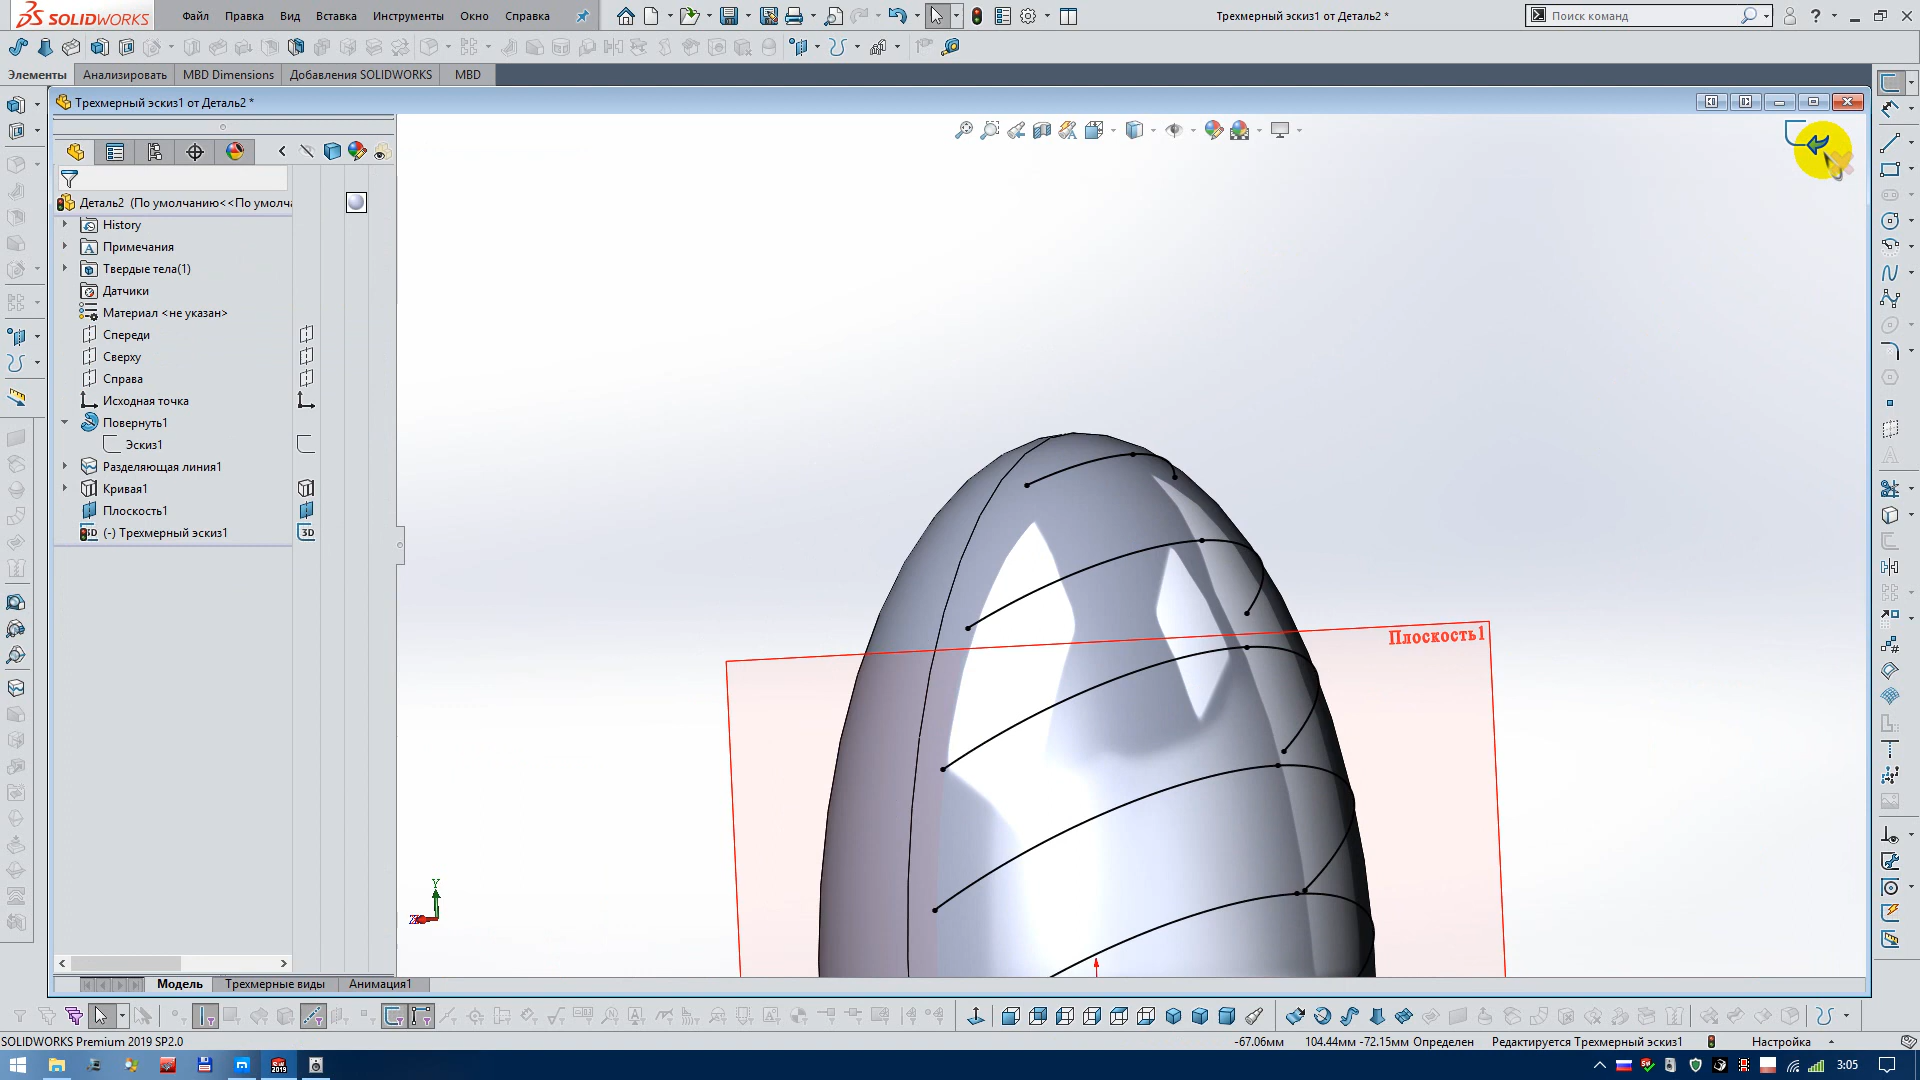 SOLIDWORKS
Файл Правка Вид Вставка Инструменты Окно Справка
Трехмерный эскиз1 от Деталь2 *
Поиск команд
Элементы Анализировать MBD Dimensions Добавления SOLIDWORKS MBD
Трехмерный эскиз1 от Деталь2 *
Деталь2 (По умолчанию<<По умолча
History
Примечания
Твердые тела(1)
Датчики
Материал <не указан>
Спереди
Сверху
Справа
Исходная точка
Повернуть1
Эскиз1
Разделяющая линия1
Кривая1
Плоскость1
(-) Трехмерный эскиз1
3D
Плоскость1
Y
Z
Модель Трехмерные виды Анимация1
SOLIDWORKS Premium 2019 SP2.0
-67.06мм 104.44мм -72.15мм Определен Редактируется Трехмерный эскиз1 Настройка
3:05